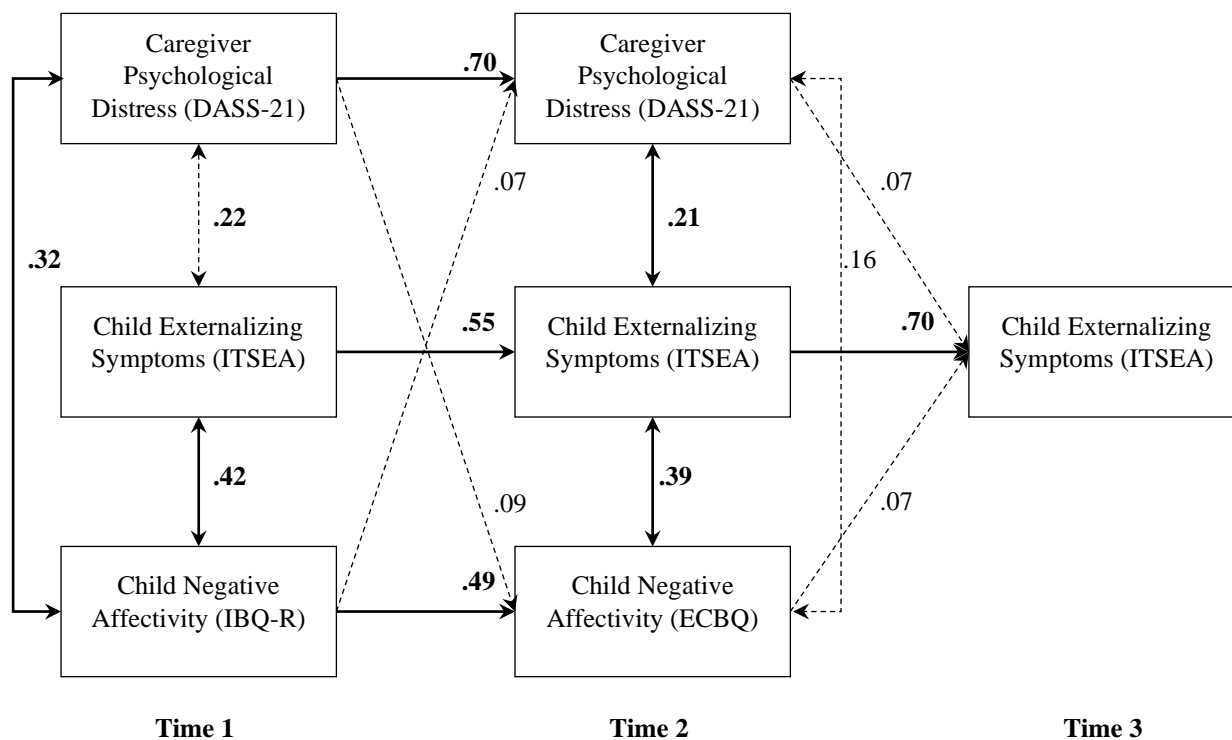 Caregiver
Psychological
Distress (DASS-21)
.70
Caregiver
Psychological
Distress (DASS-21)
.07
.07
.22
.21
.32
.16
Child Externalizing
Symptoms (ITSEA)
.55
Child Externalizing
Symptoms (ITSEA)
.70
Child Externalizing
Symptoms (ITSEA)
.42
.39
.09
.07
Child Negative
Affectivity (IBQ-R)
.49
Child Negative
Affectivity (ECBQ)
Time 1
Time 2
Time 3